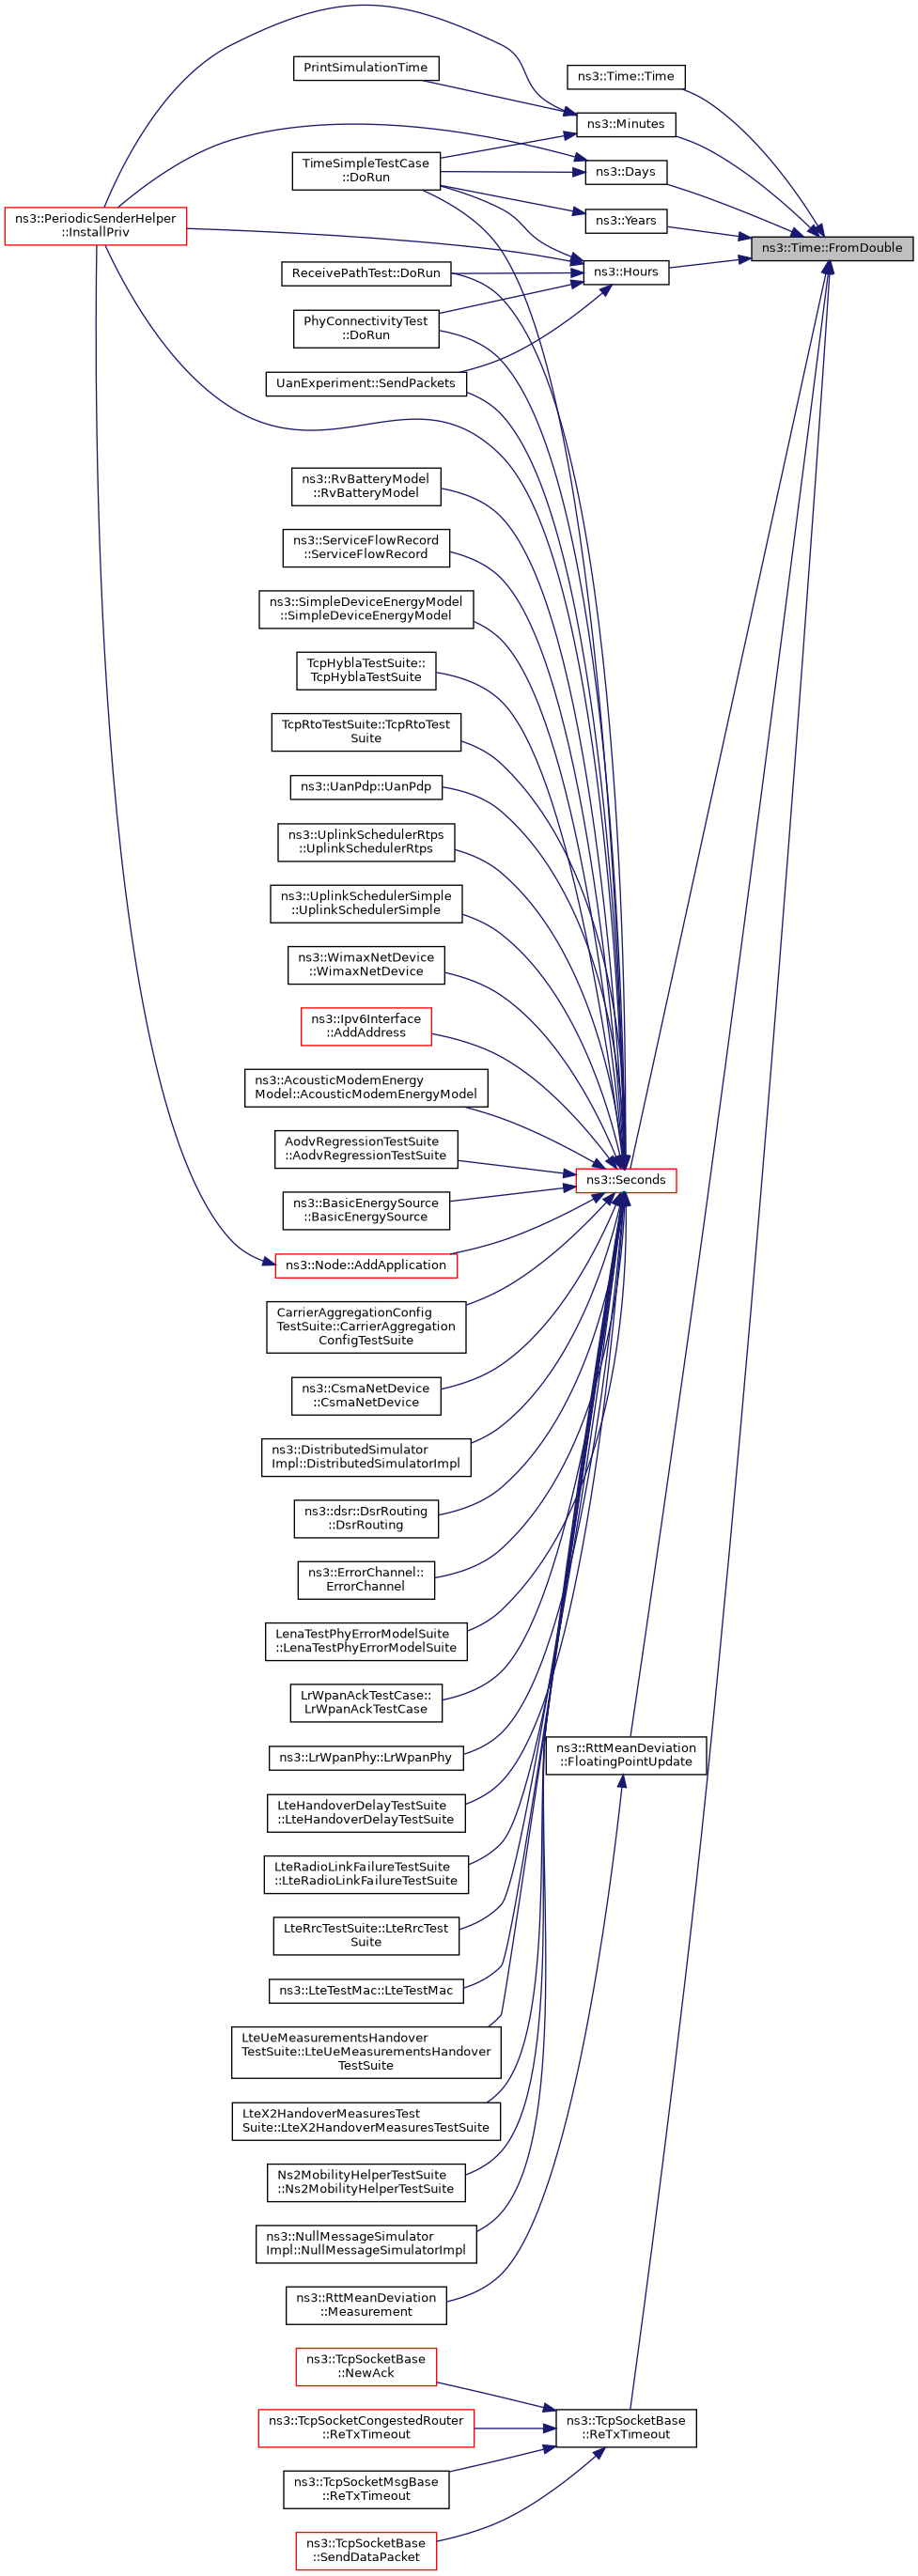 PrintSimulationTime
ns3::Time::Time
ns3::Minutes
TimeSimpleTestCase
::DoRun
ns3::Days
ns3::PeriodicSenderHelper
::InstallPriv
ns3::Years
ns3::Time::FromDouble
ReceivePathTest::DoRun
ns3::Hours
PhyConnectivityTest
::DoRun
UanExperiment::SendPackets
ns3::RvBatteryModel
::RvBatteryModel
ns3::ServiceFlowRecord
::ServiceFlowRecord
ns3::SimpleDeviceEnergyModel
::SimpleDeviceEnergyModel
TcpHyblaTestSuite::
TcpHyblaTestSuite
TcpRtoTestSuite::TcpRtoTest
Suite
ns3::UanPdp::UanPdp
ns3::UplinkSchedulerRtps
::UplinkSchedulerRtps
ns3::UplinkSchedulerSimple
::UplinkSchedulerSimple
ns3::WimaxNetDevice
::WimaxNetDevice
ns3::Ipv6Interface
::AddAddress
ns3::AcousticModemEnergy
Model::AcousticModemEnergyModel
AodvRegressionTestSuite
::AodvRegressionTestSuite
ns3::Seconds
ns3::BasicEnergySource
::BasicEnergySource
ns3::Node::AddApplication
CarrierAggregationConfig
TestSuite::CarrierAggregation
ConfigTestSuite
ns3::CsmaNetDevice
::CsmaNetDevice
ns3::DistributedSimulator
Impl::DistributedSimulatorImpl
ns3::dsr::DsrRouting
::DsrRouting
ns3::ErrorChannel::
ErrorChannel
LenaTestPhyErrorModelSuite
::LenaTestPhyErrorModelSuite
LrWpanAckTestCase::
LrWpanAckTestCase
ns3::RttMeanDeviation
::FloatingPointUpdate
ns3::LrWpanPhy::LrWpanPhy
LteHandoverDelayTestSuite
::LteHandoverDelayTestSuite
LteRadioLinkFailureTestSuite
::LteRadioLinkFailureTestSuite
LteRrcTestSuite::LteRrcTest
Suite
ns3::LteTestMac::LteTestMac
LteUeMeasurementsHandover
TestSuite::LteUeMeasurementsHandover
TestSuite
LteX2HandoverMeasuresTest
Suite::LteX2HandoverMeasuresTestSuite
Ns2MobilityHelperTestSuite
::Ns2MobilityHelperTestSuite
ns3::NullMessageSimulator
Impl::NullMessageSimulatorImpl
ns3::RttMeanDeviation
::Measurement
ns3::TcpSocketBase
::NewAck
ns3::TcpSocketCongestedRouter
::ReTxTimeout
ns3::TcpSocketBase
::ReTxTimeout
ns3::TcpSocketMsgBase
::ReTxTimeout
ns3::TcpSocketBase
::SendDataPacket